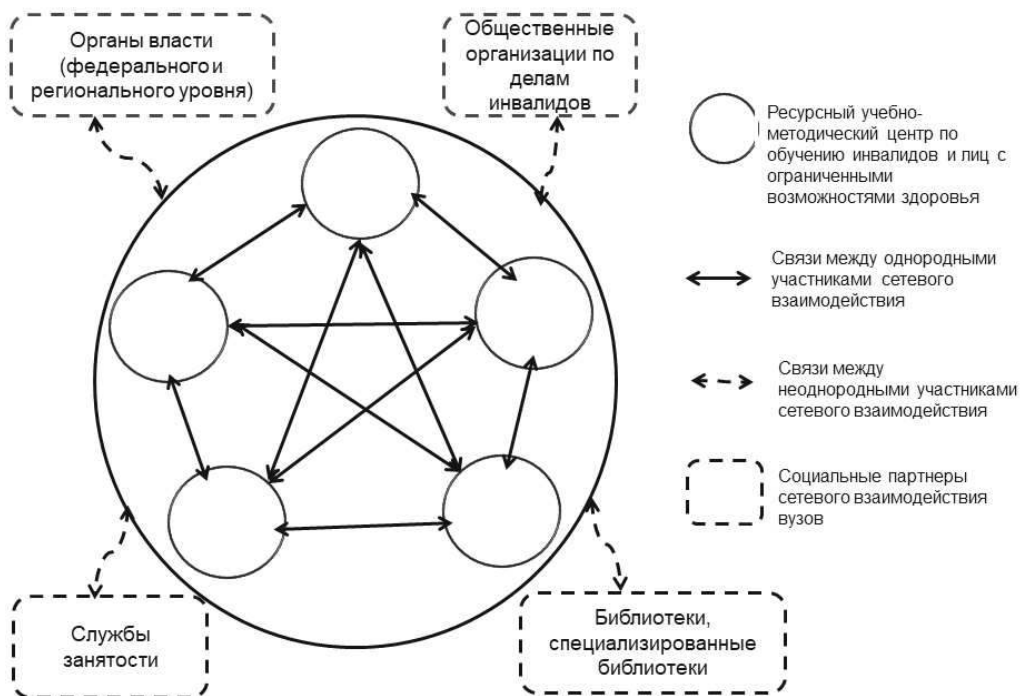 Органы власти
(федерального и
регионального уровня)
Общественные
организации по
делам
инвалидов
Ресурсный учебно-
методический центр по
обучению инвалидов и лиц с
ограниченными
возможностями здоровья
Связи между однородными
участниками сетевого
взаимодействия
Связи между
неоднородными участниками
сетевого взаимодействия
Социальные партнеры
сетевого взаимодействия
вузов
Службы
занятости
Библиотеки,
специализированные
библиотеки